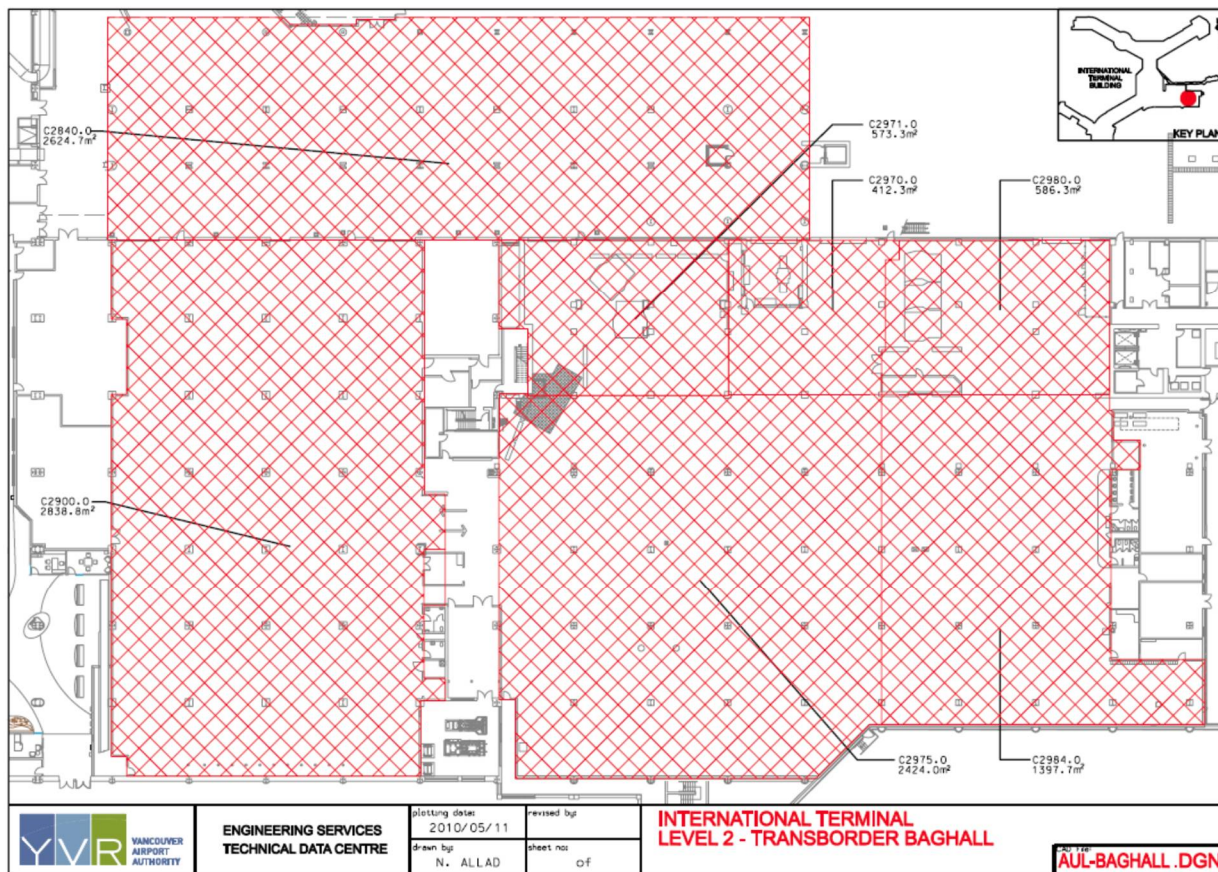 INTERNATIONAL
TERMINAL
BUILDING
KEY PLAN
C2840.0
2624.7m²
C2971.0
573.3m²
C2970.0
412.3m²
C2980.0
586.3m²
C2900.0
2838.8m²
C2975.0
2424.0m²
C2984.0
1397.7m²
YVR
VANCOUVER
AIRPORT
AUTHORITY
ENGINEERING SERVICES
TECHNICAL DATA CENTRE
plotting date:
2010/05/11
revised by:
drawn by:
N. ALLAD
sheet no:
of
INTERNATIONAL TERMINAL
LEVEL 2 - TRANSBORDER BAGHALL
CAD file:
AUL-BAGHALL.DGN